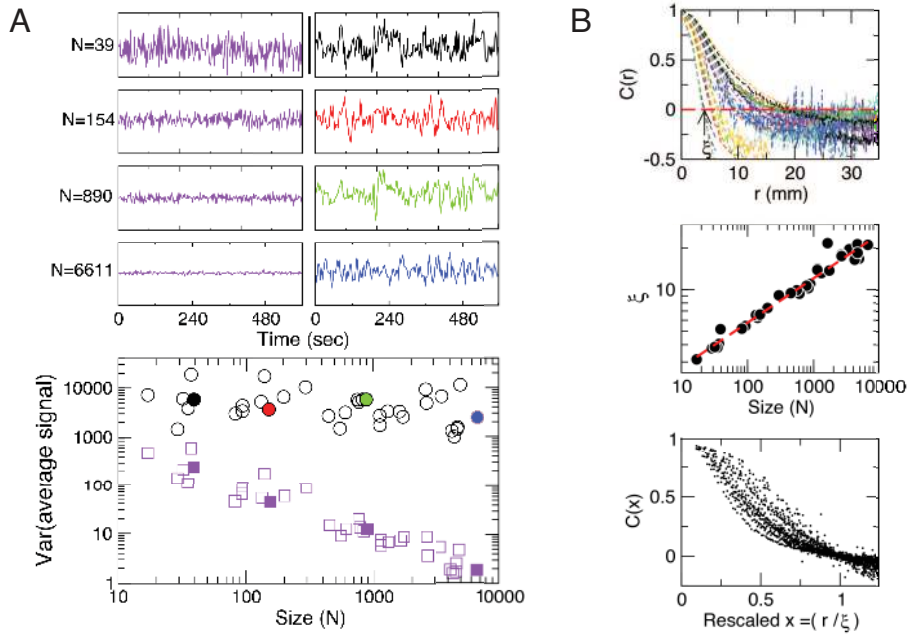 A
N=39
N=154
N=890
N=6611
0 240 480 0 240 480
Time (sec)
Var(average signal)
10000
1000
100
10
1
10 100 1000 10000
Size (N)
B
C(r)
1
0.5
0
-0.5
ξ
0 10 20 30
r (mm)
ξ
10
10 100 1000 10000
Size (N)
C(x)
1
0.5
0
0 0.5 1
Rescaled x =( r/ξ)